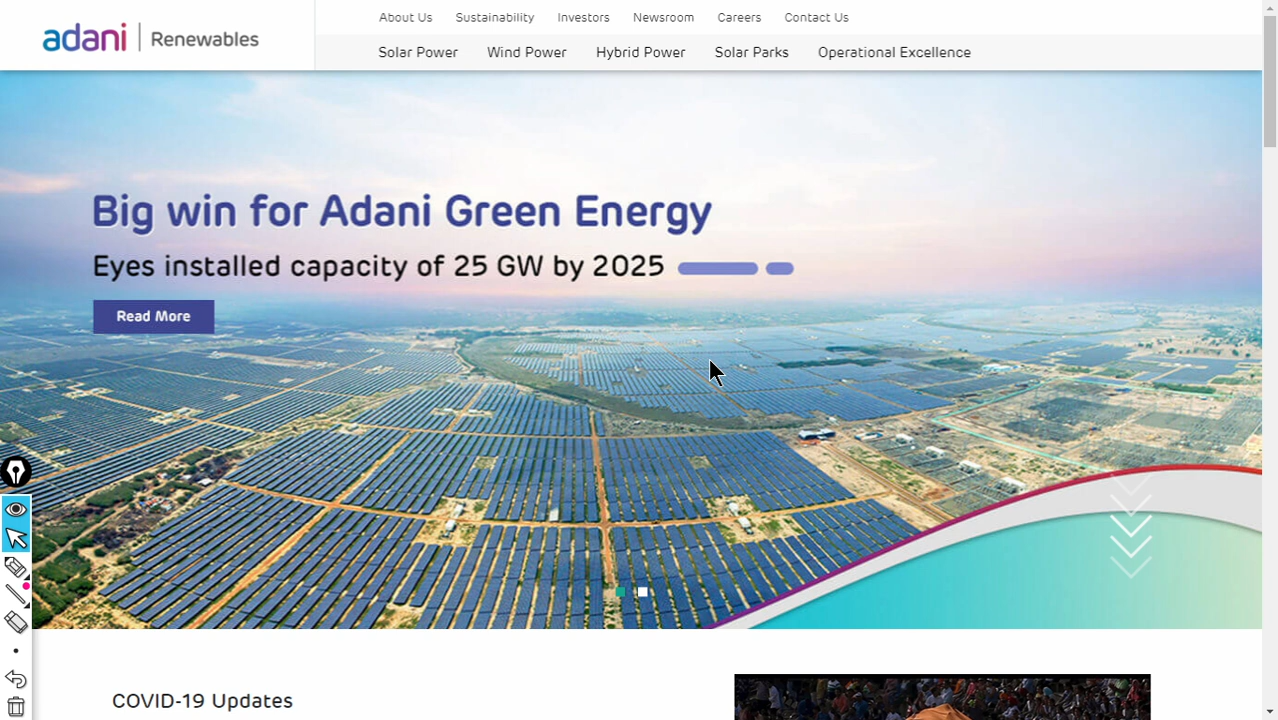 adani | Renewables
About Us Sustainability Investors Newsroom Careers Contact Us
Solar Power Wind Power Hybrid Power Solar Parks Operational Excellence
Big win for Adani Green Energy
Eyes installed capacity of 25 GW by 2025
Read More
COVID-19 Updates